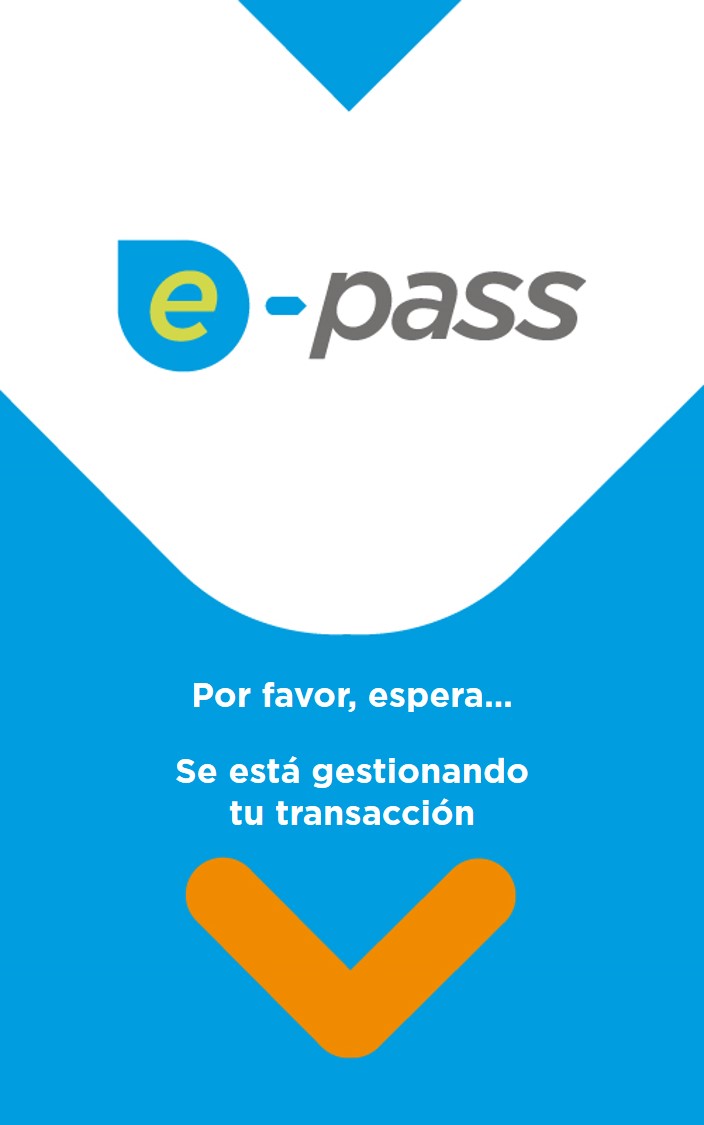 e-pass
Por favor, espera...
Se está gestionando
tu transacción